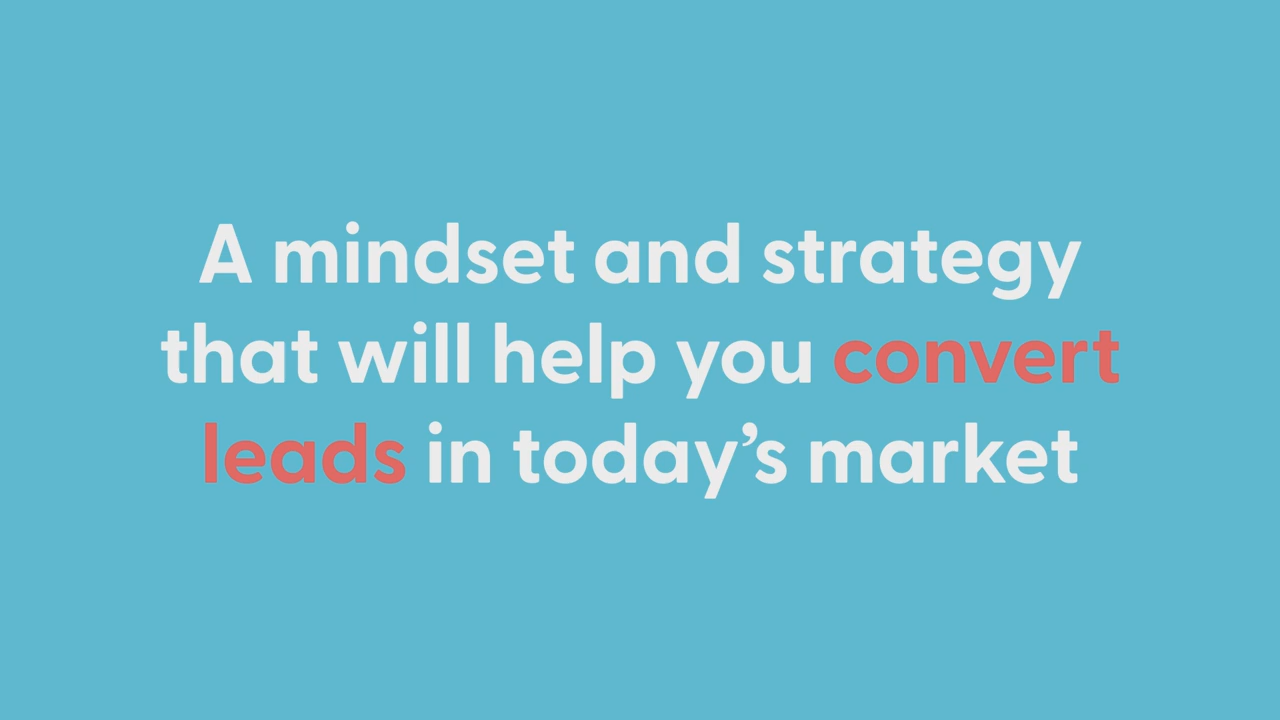 A mindset and strategy
that will help you convert
leads in today’s market